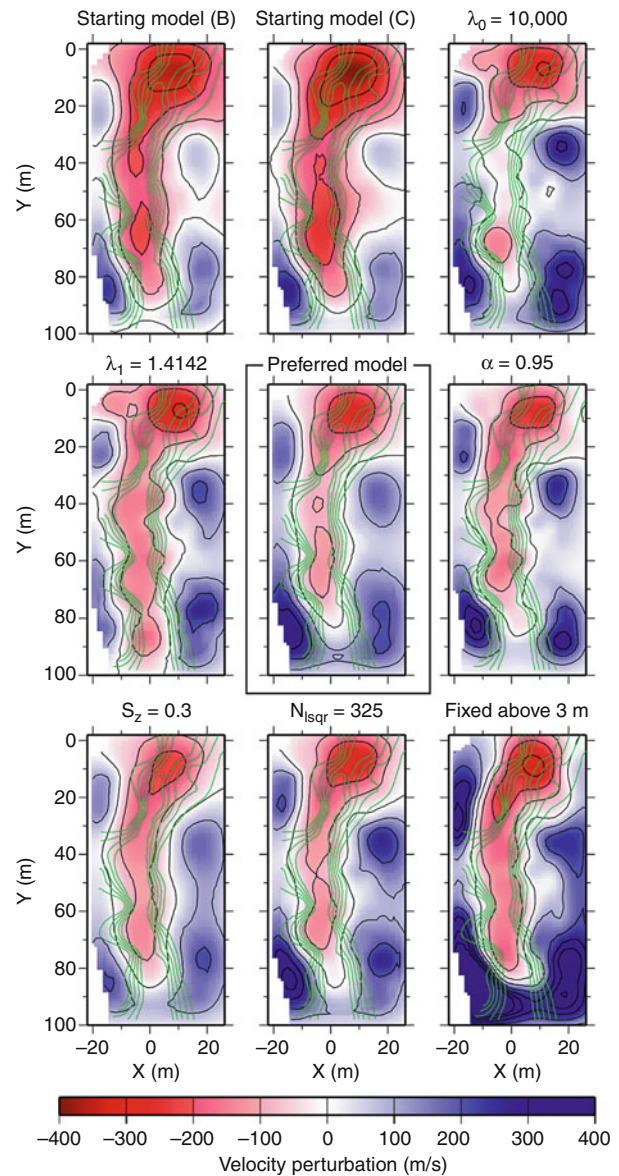 Starting model (B) Starting model (C) λ₀ = 10,000
0
20
40
60
80
100
Y (m)
λ₁ = 1.4142 Preferred model α = 0.95
0
20
40
60
80
100
Y (m)
S_z = 0.3 N_lsqr = 325 Fixed above 3 m
0
20
40
60
80
100
Y (m)
−20 0 20 −20 0 20 −20 0 20
X (m) X (m) X (m)
−400 −300 −200 −100 0 100 200 300 400
Velocity perturbation (m/s)